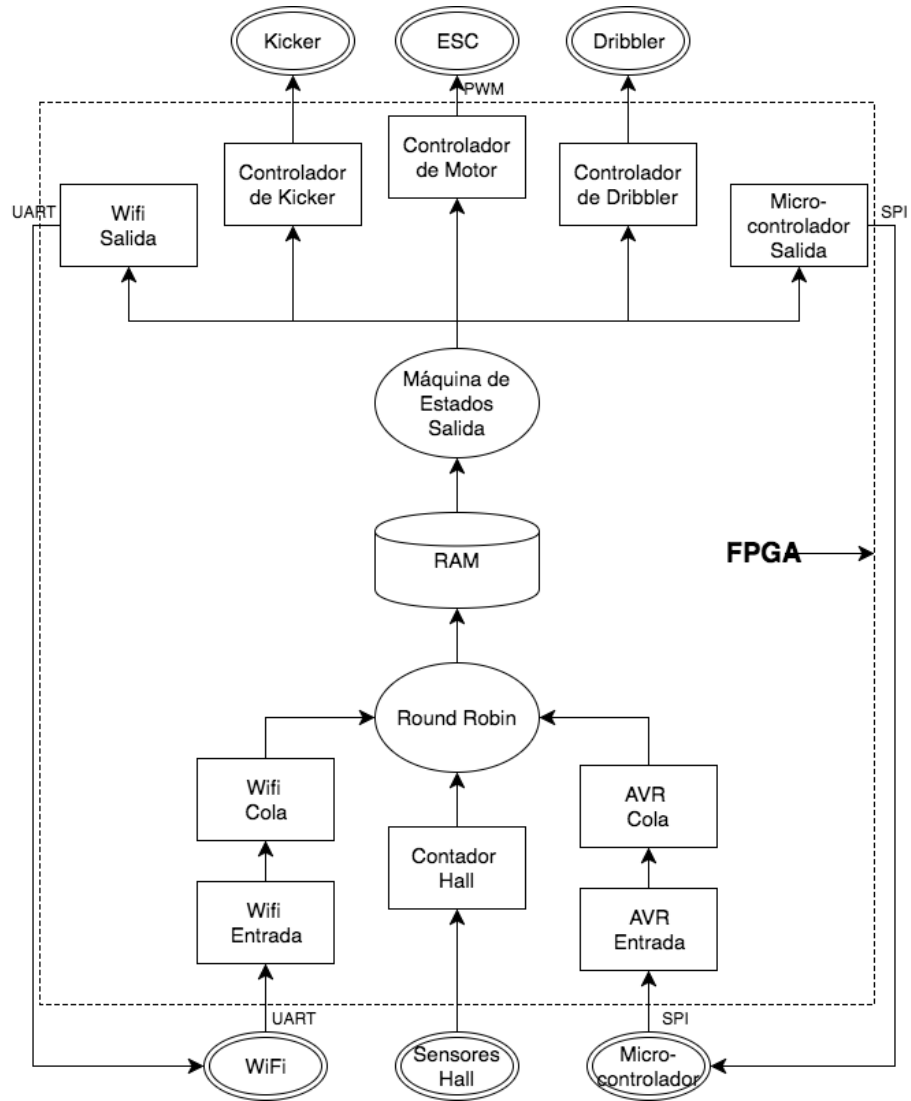 Kicker
ESC
Dribbler
PWM
Controlador
de Kicker
Controlador
de Motor
Controlador
de Dribbler
UART
Wifi
Salida
Micro-
controlador
Salida
SPI
Máquina de
Estados
Salida
RAM
FPGA
Round Robin
Wifi
Cola
Contador
Hall
AVR
Cola
Wifi
Entrada
AVR
Entrada
UART
SPI
WiFi
Sensores
Hall
Micro-
controlador